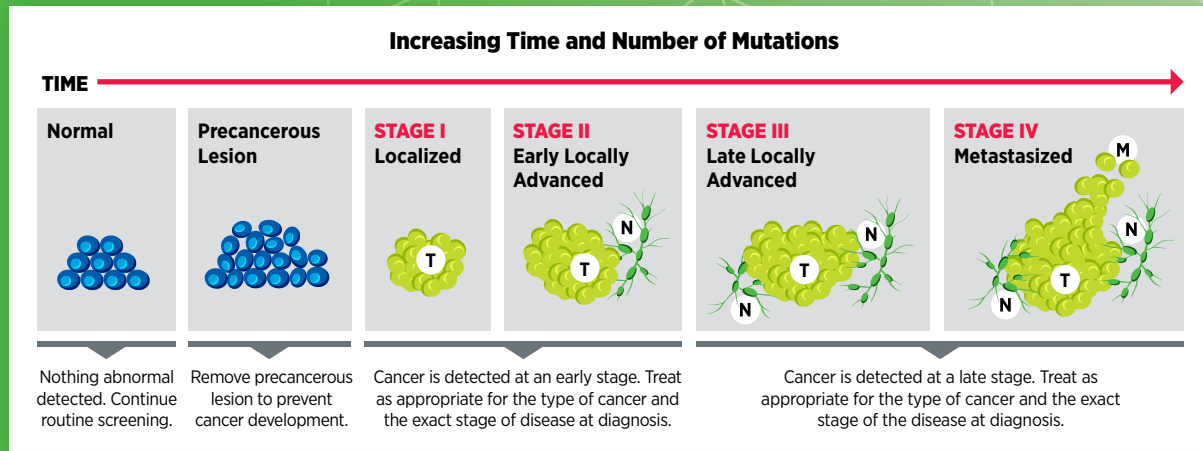 Increasing Time and Number of Mutations
TIME
Normal
Precancerous
Lesion
STAGE I
Localized
STAGE II
Early Locally
Advanced
STAGE III
Late Locally
Advanced
STAGE IV
Metastasized
T
T
N
T
N
N
T
N
N
M
Nothing abnormal
detected. Continue
routine screening.
Remove precancerous
lesion to prevent
cancer development.
Cancer is detected at an early stage. Treat
as appropriate for the type of cancer and
the exact stage of disease at diagnosis.
Cancer is detected at a late stage. Treat as
appropriate for the type of cancer and the exact
stage of the disease at diagnosis.